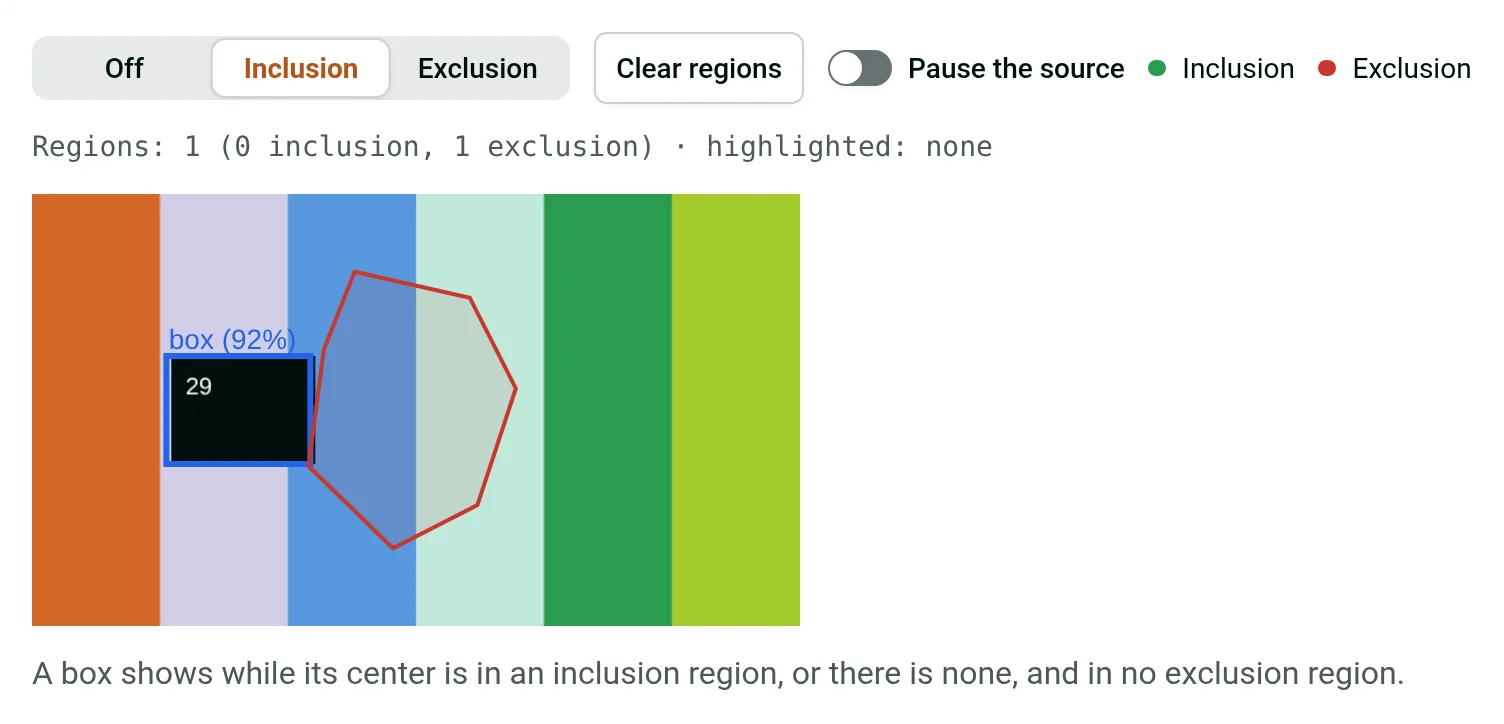 Off Inclusion Exclusion Clear regions Pause the source Inclusion Exclusion
Regions: 1 (0 inclusion, 1 exclusion) · highlighted: none
box (92%)
29
A box shows while its center is in an inclusion region, or there is none, and in no exclusion region.